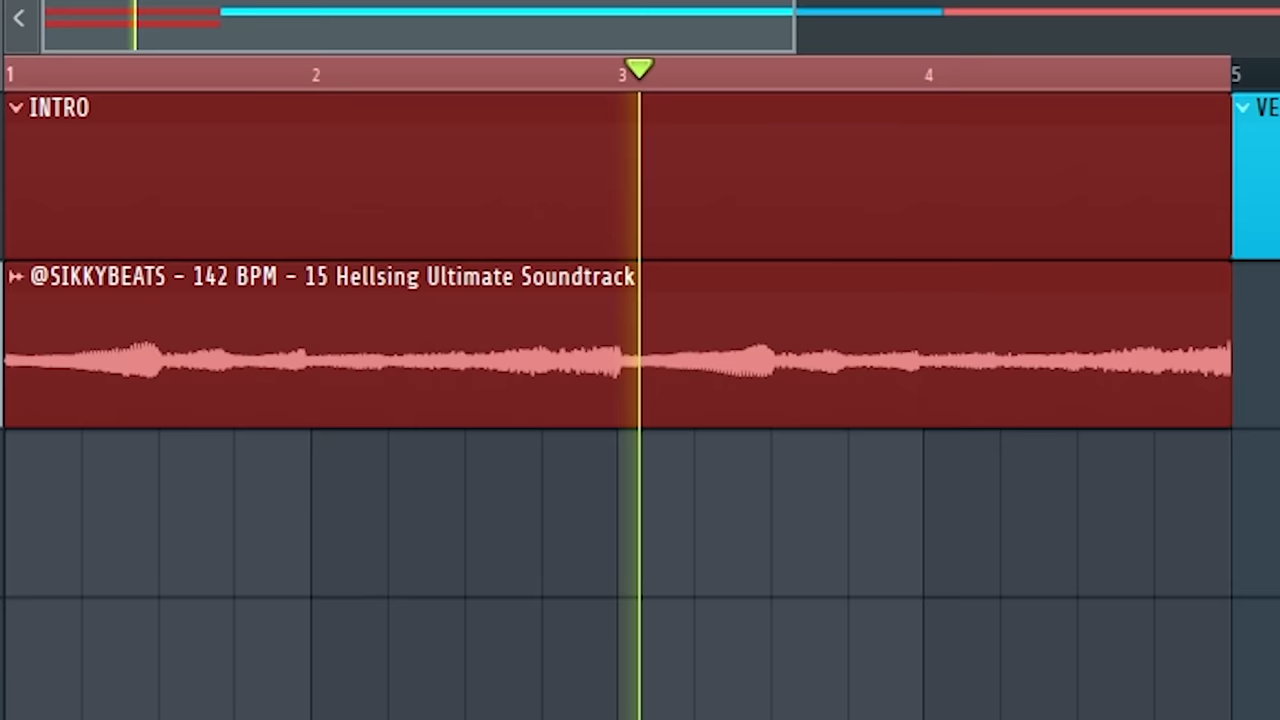 1 2 3 4 5
INTRO VE
@SIKKYBEATS - 142 BPM - 15 Hellsing Ultimate Soundtrack